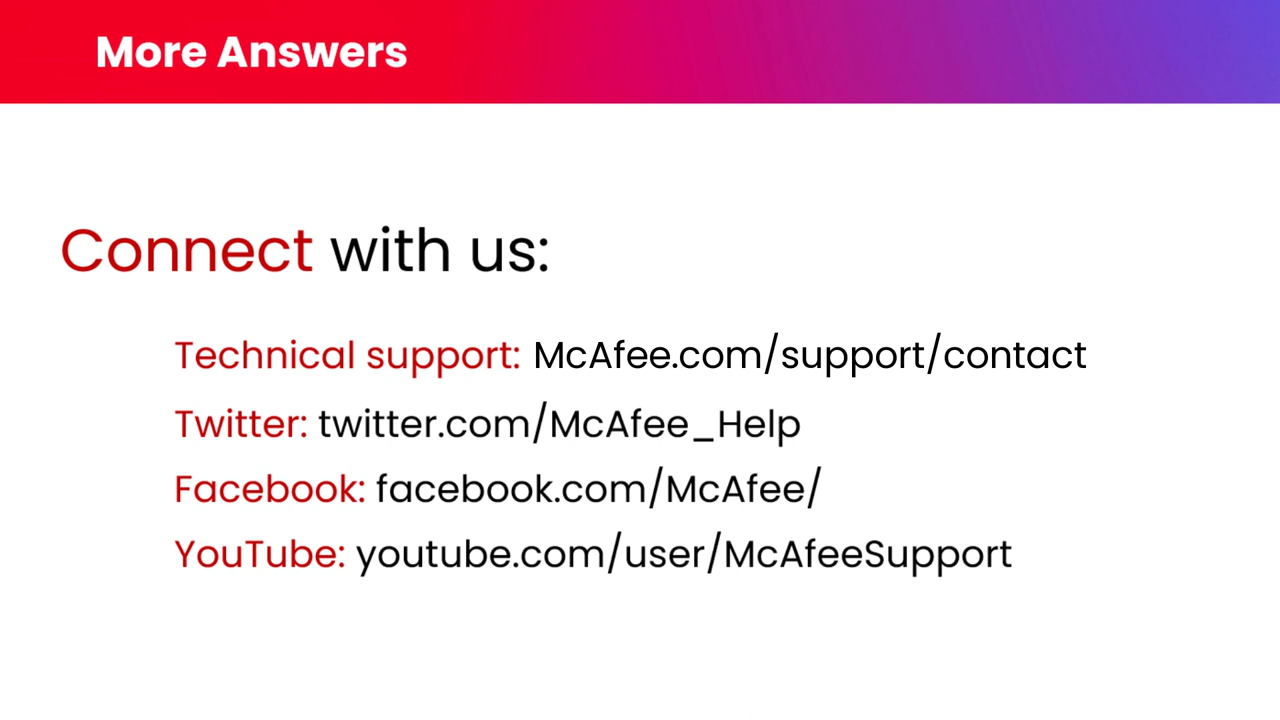 More Answers
Connect with us:
Technical support: McAfee.com/support/contact
Twitter: twitter.com/McAfee_Help
Facebook: facebook.com/McAfee/
YouTube: youtube.com/user/McAfeeSupport